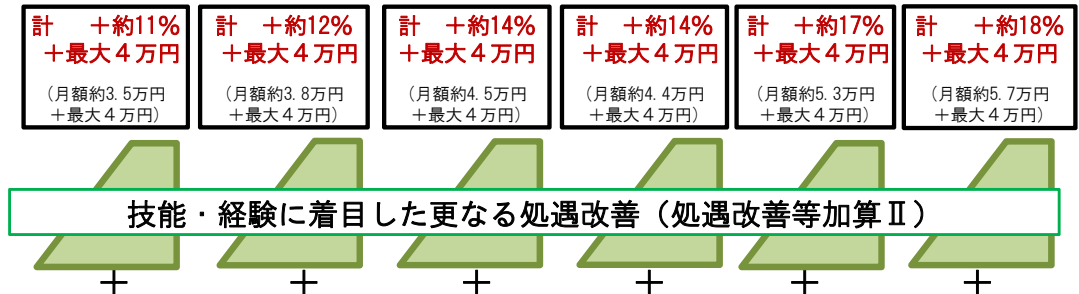 計 ＋約11%
＋最大４万円
（月額約3.5万円
＋最大４万円）
計 ＋約12%
＋最大４万円
（月額約3.8万円
＋最大４万円）
計 ＋約14%
＋最大４万円
（月額約4.5万円
＋最大４万円）
計 ＋約14%
＋最大４万円
（月額約4.4万円
＋最大４万円）
計 ＋約17%
＋最大４万円
（月額約5.3万円
＋最大４万円）
計 ＋約18%
＋最大４万円
（月額約5.7万円
＋最大４万円）
技能・経験に着目した更なる処遇改善（処遇改善等加算Ⅱ）
＋ ＋ ＋ ＋ ＋ ＋